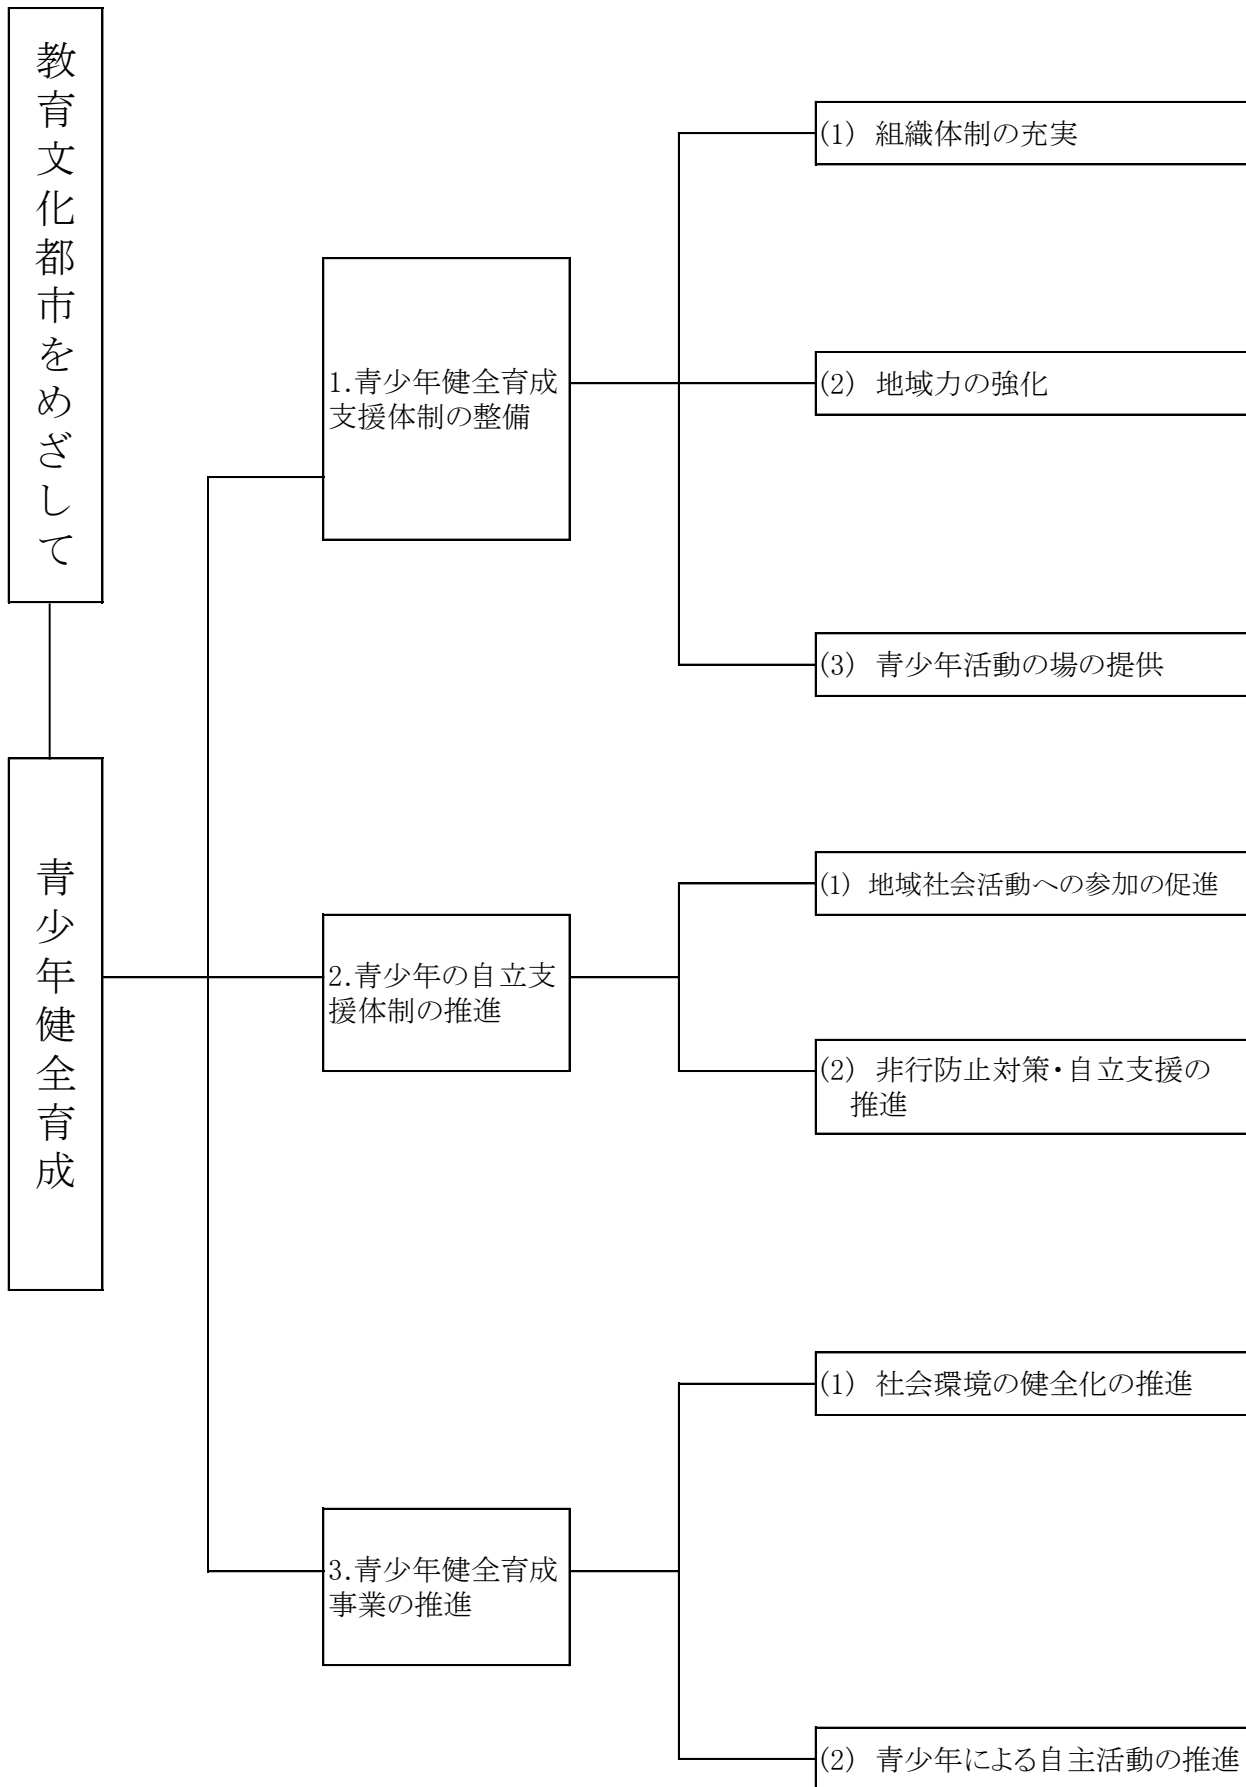 教育文化都市をめざして
青少年健全育成
1.青少年健全育成
支援体制の整備
(1) 組織体制の充実
(2) 地域力の強化
(3) 青少年活動の場の提供
2.青少年の自立支
援体制の推進
(1) 地域社会活動への参加の促進
(2) 非行防止対策・自立支援の
推進
3.青少年健全育成
事業の推進
(1) 社会環境の健全化の推進
(2) 青少年による自主活動の推進